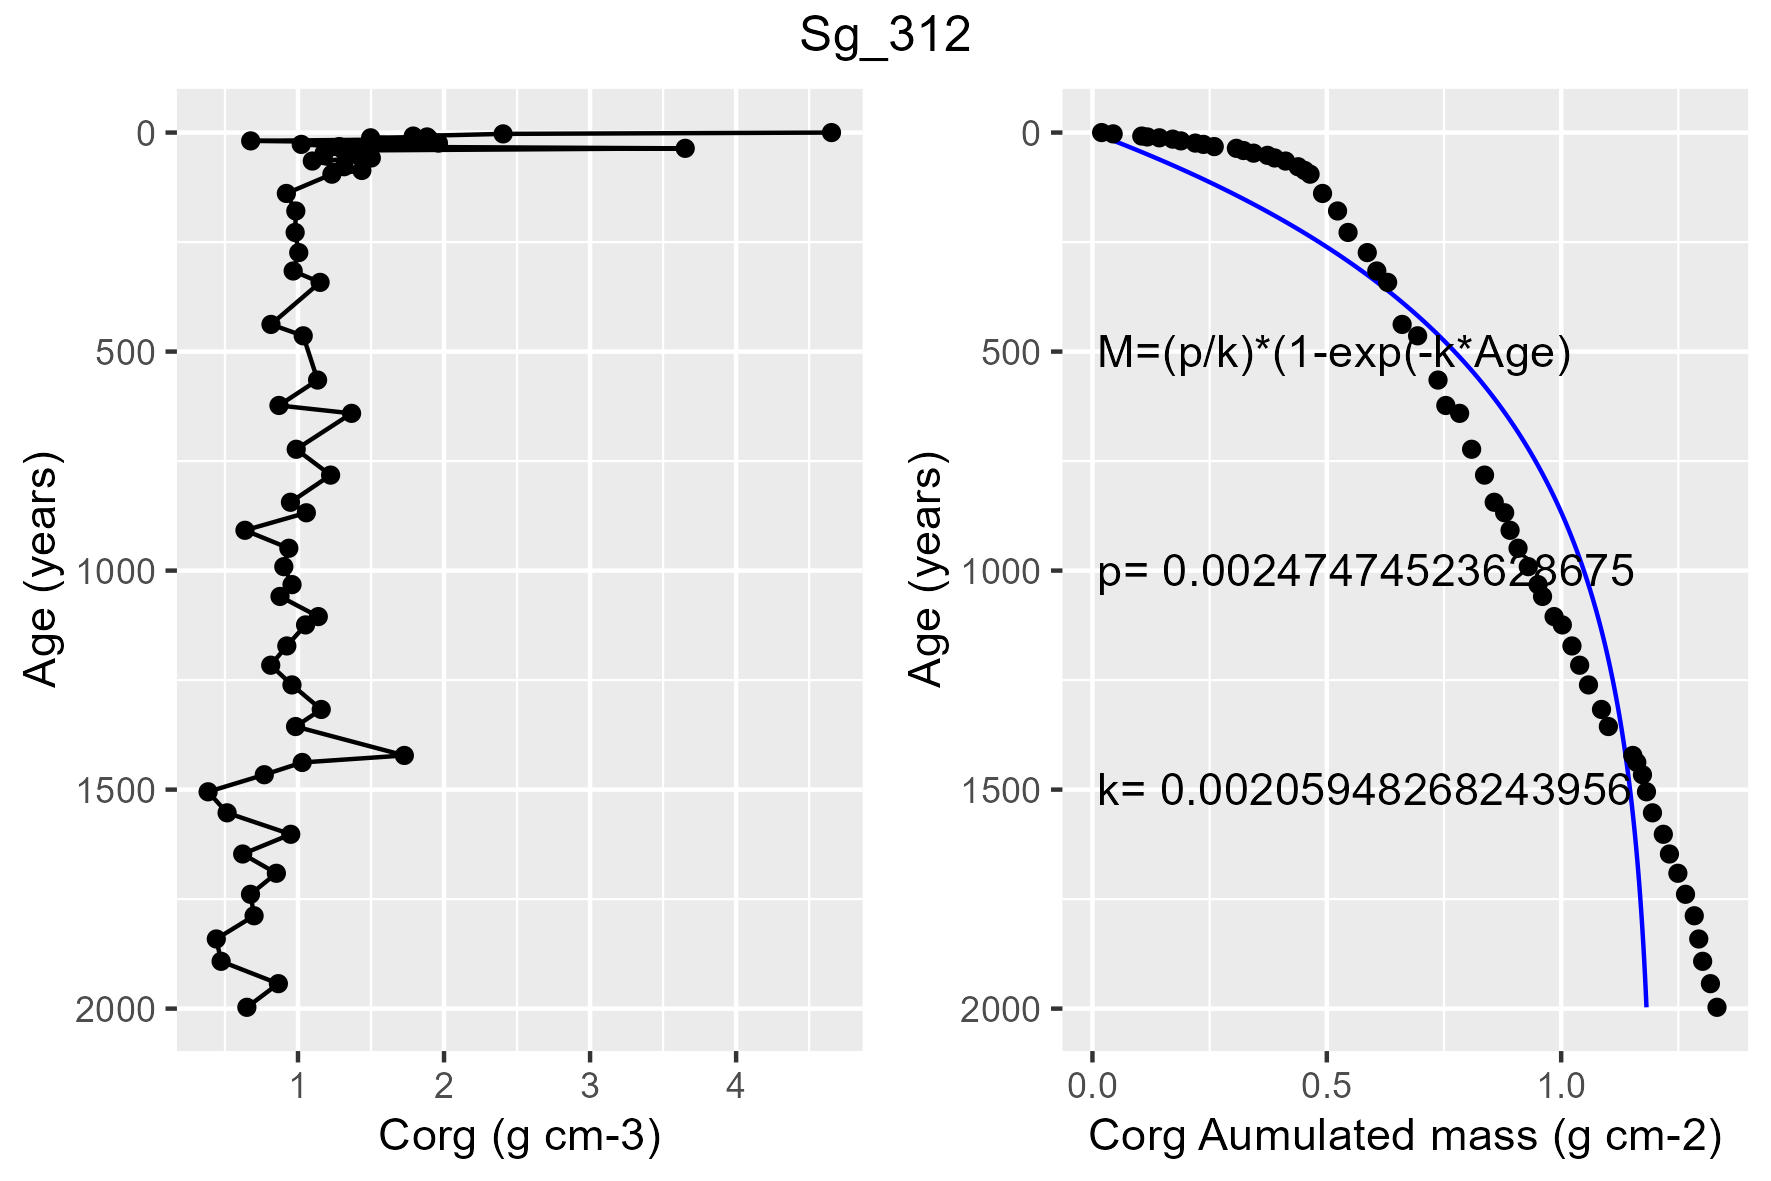 Sg_312
0
500
1000
1500
2000
Age (years)
1
2
3
4
Corg (g cm-3)
0
500
1000
1500
2000
Age (years)
M=(p/k)*(1-exp(-k*Age)
p= 0.00247474523628675
k= 0.00205948268243956
0.0
0.5
1.0
Corg Aumulated mass (g cm-2)